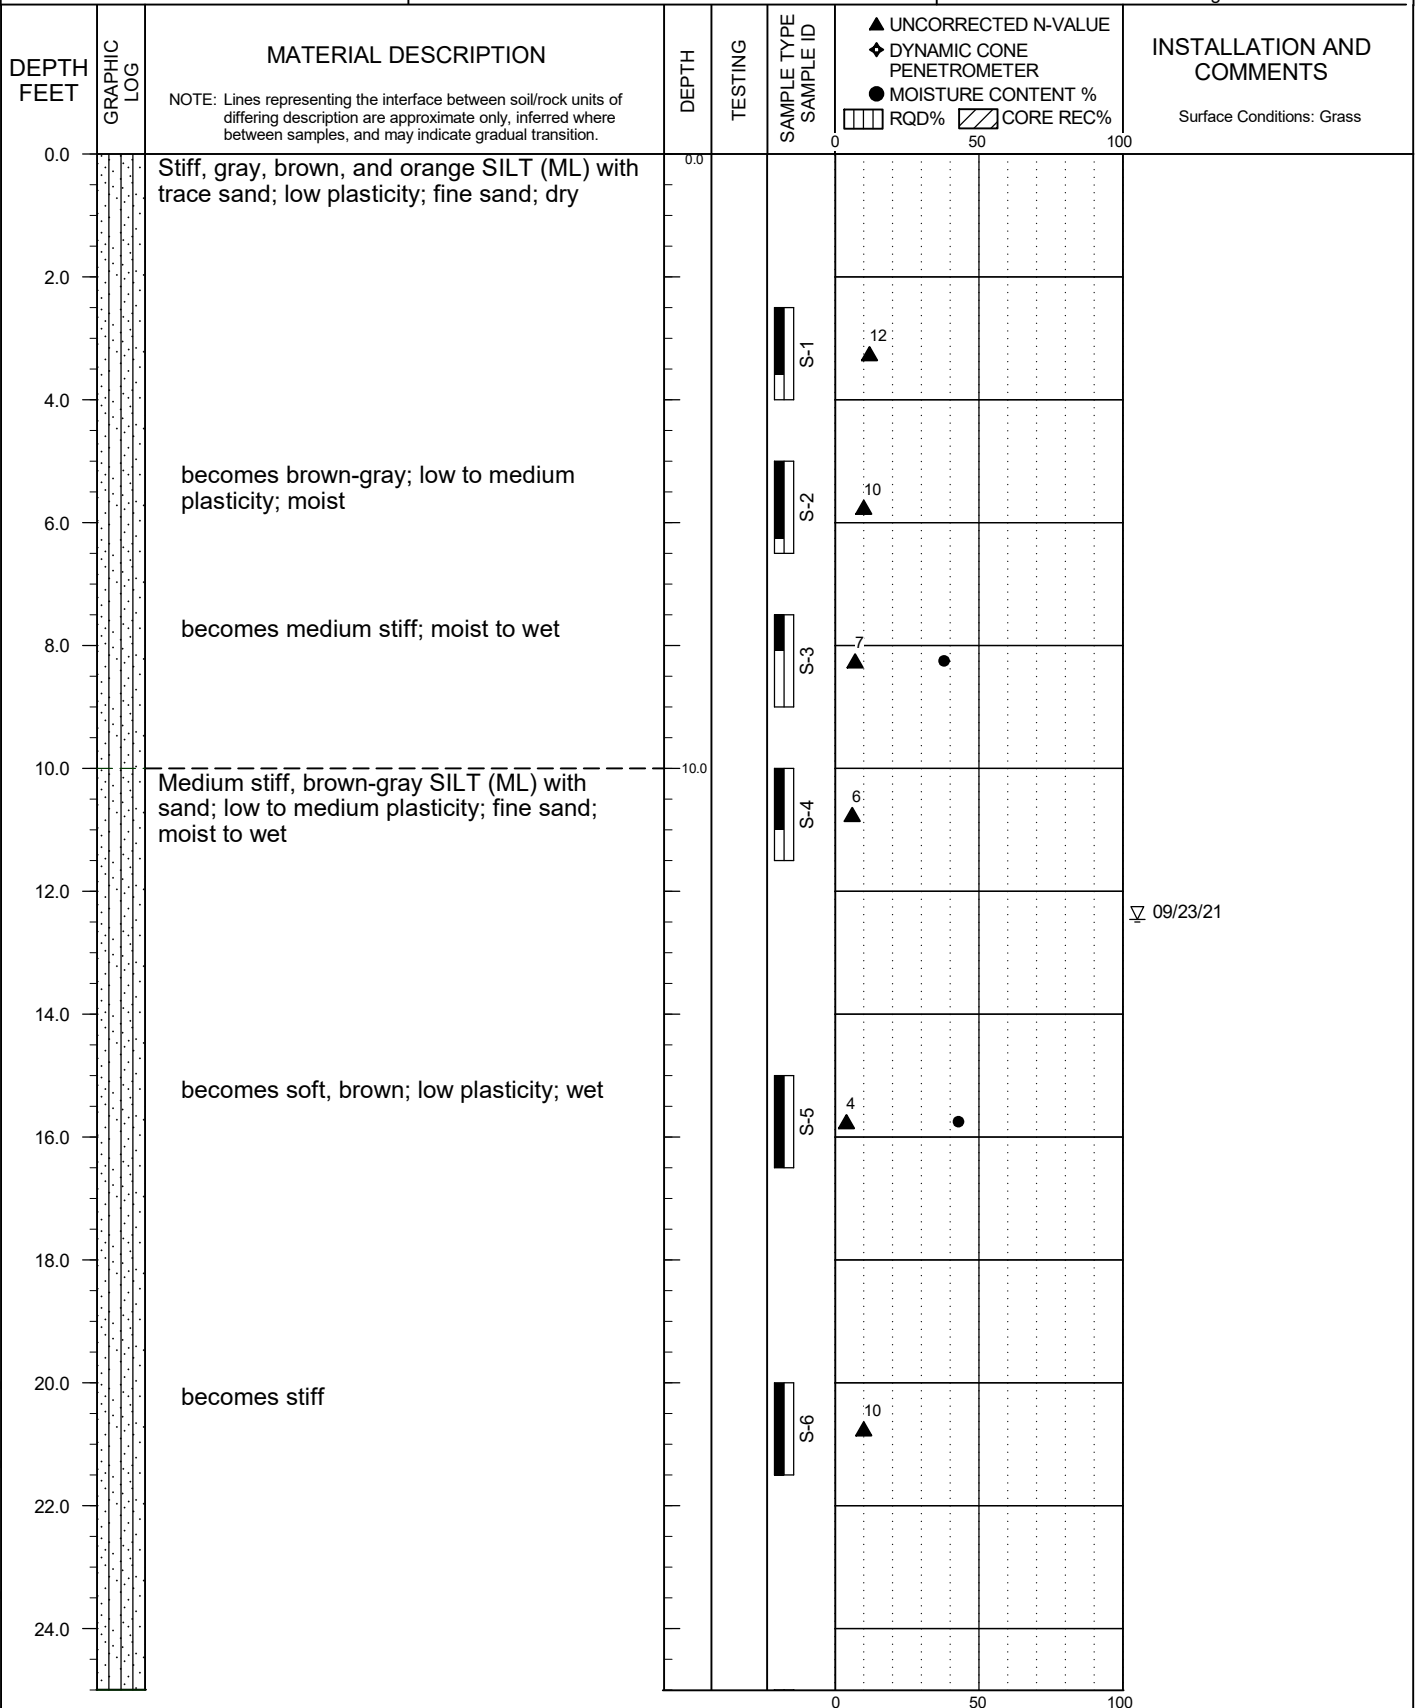 DEPTH
FEET
GRAPHIC
LOG
MATERIAL DESCRIPTION
NOTE: Lines representing the interface between soil/rock units of
differing description are approximate only, inferred where
between samples, and may indicate gradual transition.
DEPTH
TESTING
SAMPLE TYPE
SAMPLE ID
▲ UNCORRECTED N-VALUE
DYNAMIC CONE
PENETROMETER
● MOISTURE CONTENT %
RQD% CORE REC%
0 50 100
INSTALLATION AND
COMMENTS
Surface Conditions: Grass
0.0
Stiff, gray, brown, and orange SILT (ML) with
trace sand; low plasticity; fine sand; dry
0.0
2.0
S-1
12
4.0
becomes brown-gray; low to medium
plasticity; moist
S-2
10
6.0
becomes medium stiff; moist to wet
8.0
S-3
7
10.0
10.0
Medium stiff, brown-gray SILT (ML) with
sand; low to medium plasticity; fine sand;
moist to wet
S-4
6
12.0
09/23/21
14.0
becomes soft, brown; low plasticity; wet
S-5
4
16.0
18.0
20.0
becomes stiff
S-6
10
22.0
24.0
0 50 100